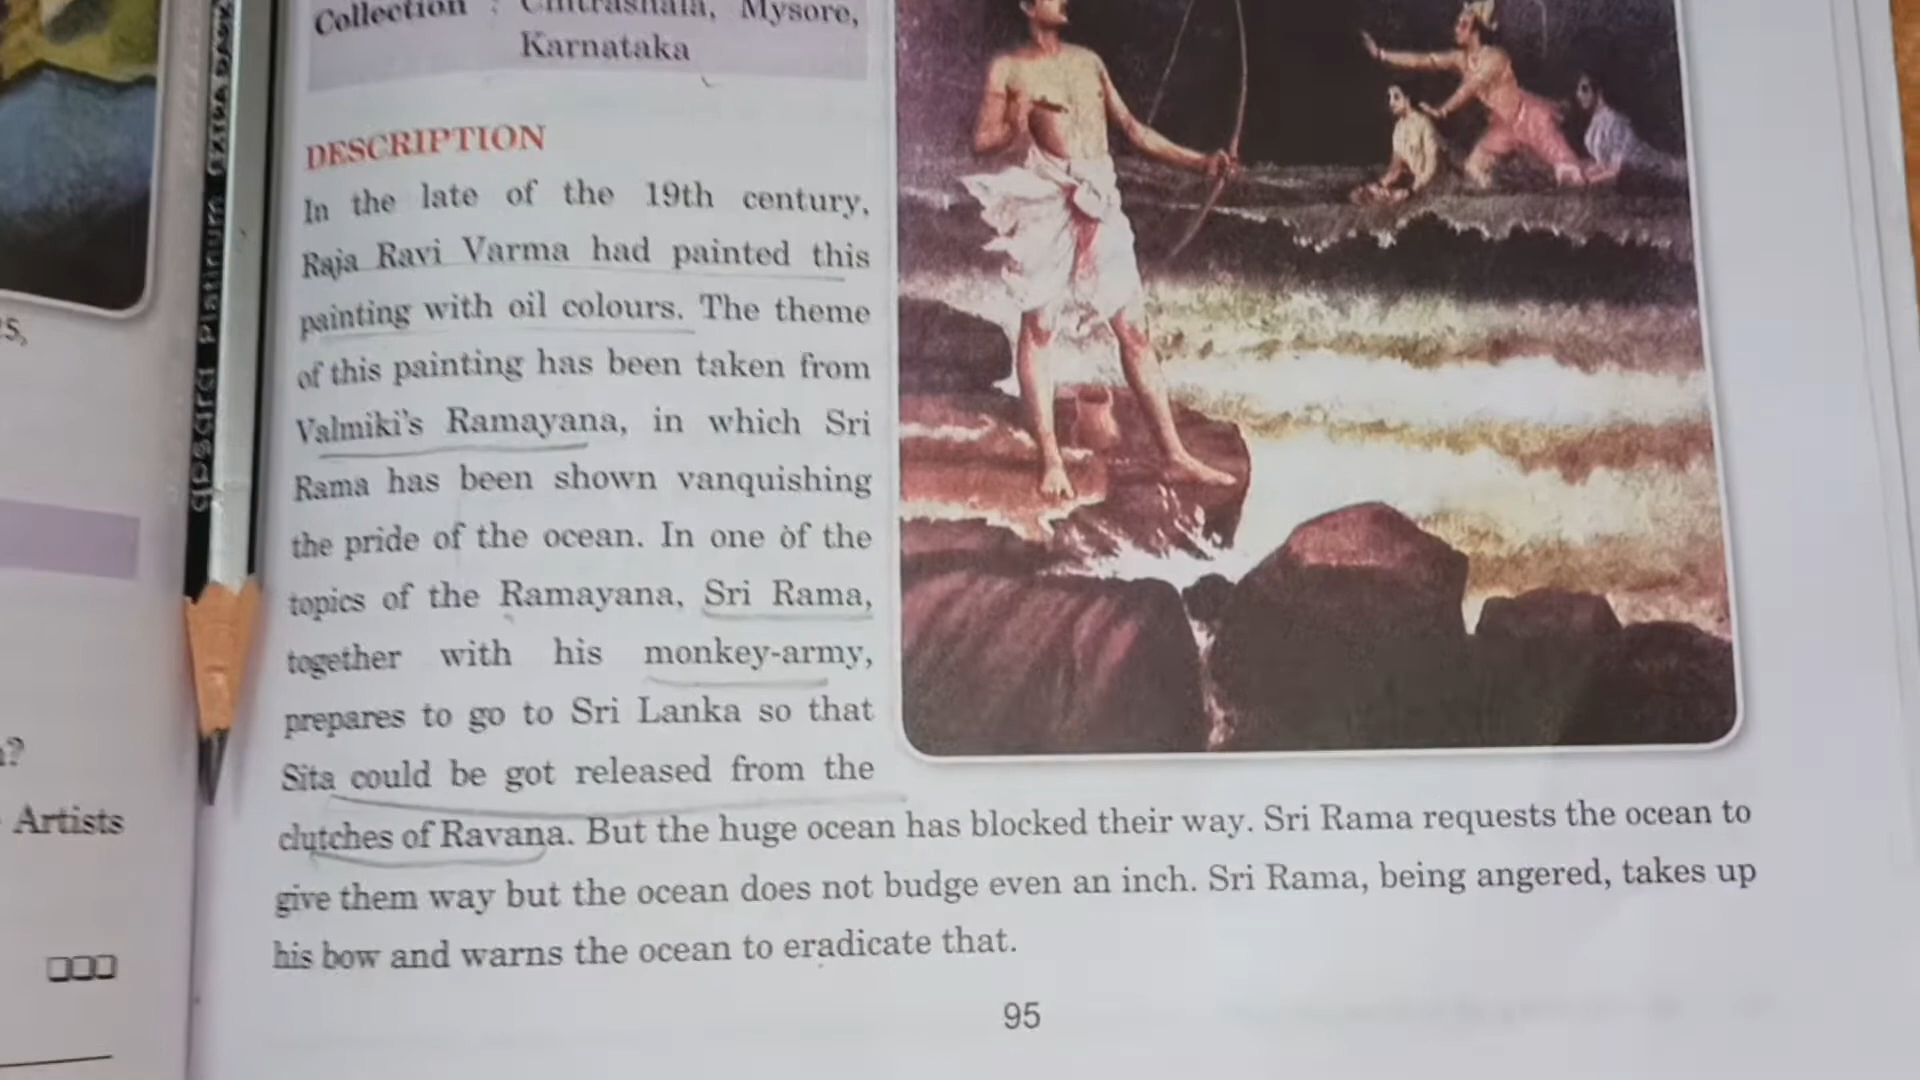 5,
?
Artists
apsara Platinum EXTRA DARK
Collection : Chitrashala, Mysore,
Karnataka
DESCRIPTION
In the late of the 19th century,
Raja Ravi Varma had painted this
painting with oil colours. The theme
of this painting has been taken from
Valmiki's Ramayana, in which Sri
Rama has been shown vanquishing
the pride of the ocean. In one of the
topics of the Ramayana, Sri Rama,
together with his monkey-army,
prepares to go to Sri Lanka so that
Sita could be got released from the
clutches of Ravana. But the huge ocean has blocked their way. Sri Rama requests the ocean to
give them way but the ocean does not budge even an inch. Sri Rama, being angered, takes up
his bow and warns the ocean to eradicate that.
95